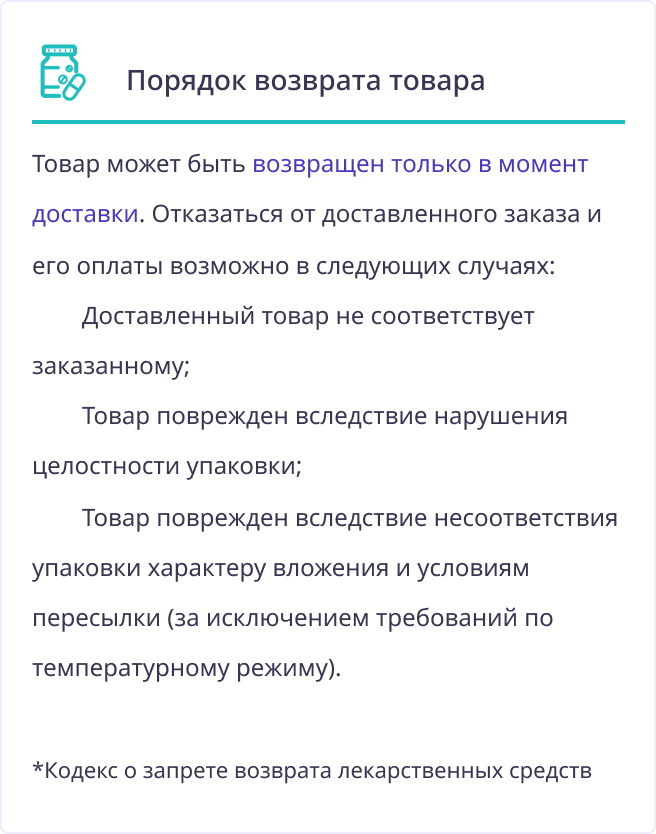 Порядок возврата товара
Товар может быть возвращен только в момент
доставки. Отказаться от доставленного заказа и
его оплаты возможно в следующих случаях:
Доставленный товар не соответствует
заказанному;
Товар поврежден вследствие нарушения
целостности упаковки;
Товар поврежден вследствие несоответствия
упаковки характеру вложения и условиям
пересылки (за исключением требований по
температурному режиму).
*Кодекс о запрете возврата лекарственных средств